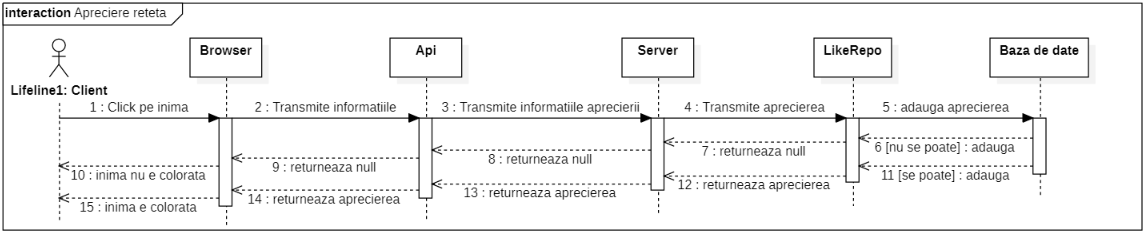 interaction Apreciere reteta
Browser
Api
Server
LikeRepo
Baza de date
Lifeline1: Client
1 : Click pe inima
2 : Transmite informatiile
3 : Transmite informatiile aprecierii
4 : Transmite aprecierea
5 : adauga aprecierea
6 [nu se poate] : adauga
7 : returneaza null
8 : returneaza null
9 : returneaza null
10 : inima nu e colorata
11 [se poate] : adauga
12 : returneaza aprecierea
13 : returneaza aprecierea
14 : returneaza aprecierea
15 : inima e colorata